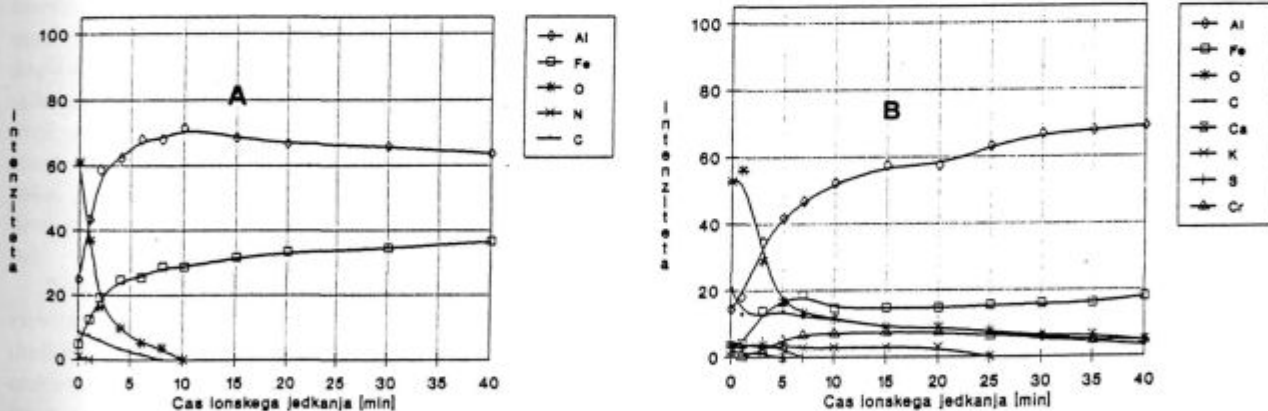 100
80
60
40
20
0
Intenziteta
A
0 5 10 15 20 25 30 35 40
Cas ionskega jedkanja [min]
Al
Fe
O
N
C
100
80
60
40
20
0
Intenziteta
B
0 5 10 15 20 25 30 35 40
Cas ionskega jedkanja [min]
Al
Fe
O
C
Ca
K
S
Cr